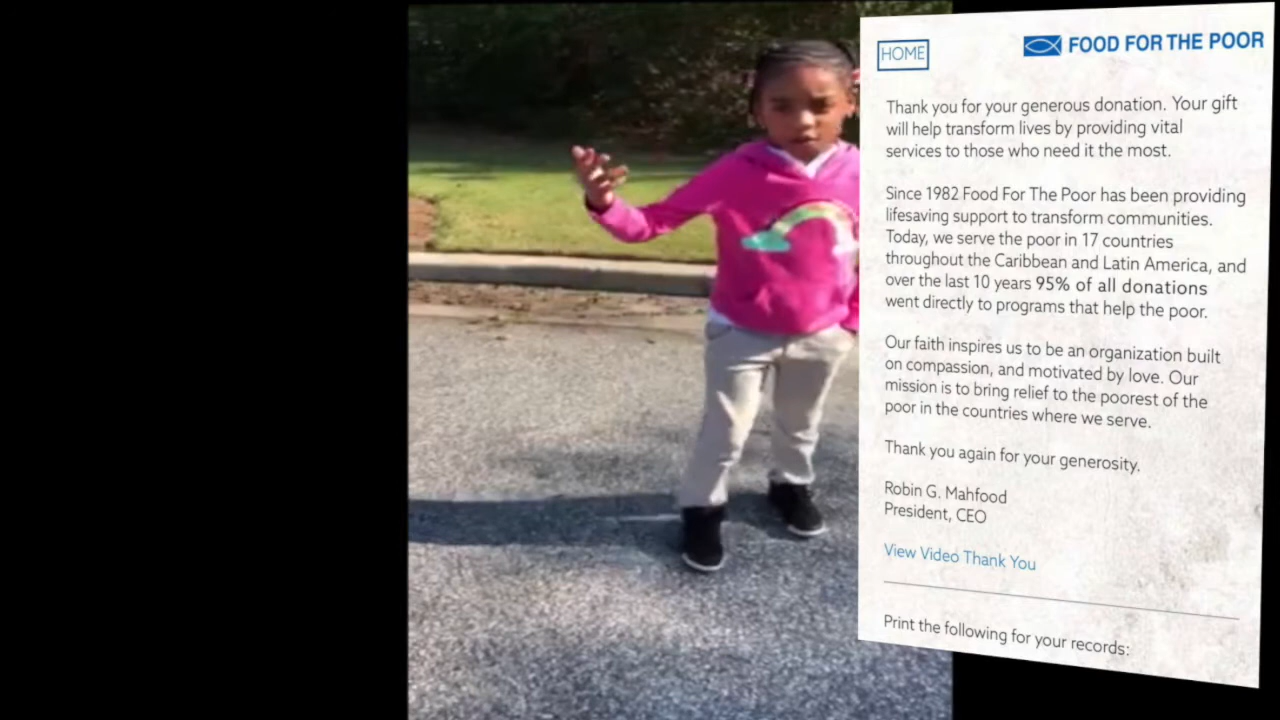 HOME
FOOD FOR THE POOR
Thank you for your generous donation. Your gift
will help transform lives by providing vital
services to those who need it the most.
Since 1982 Food For The Poor has been providing
lifesaving support to transform communities.
Today, we serve the poor in 17 countries
throughout the Caribbean and Latin America, and
over the last 10 years 95% of all donations
went directly to programs that help the poor.
Our faith inspires us to be an organization built
on compassion, and motivated by love. Our
mission is to bring relief to the poorest of the
poor in the countries where we serve.
Thank you again for your generosity.
Robin G. Mahfood
President, CEO
View Video Thank You
Print the following for your records: